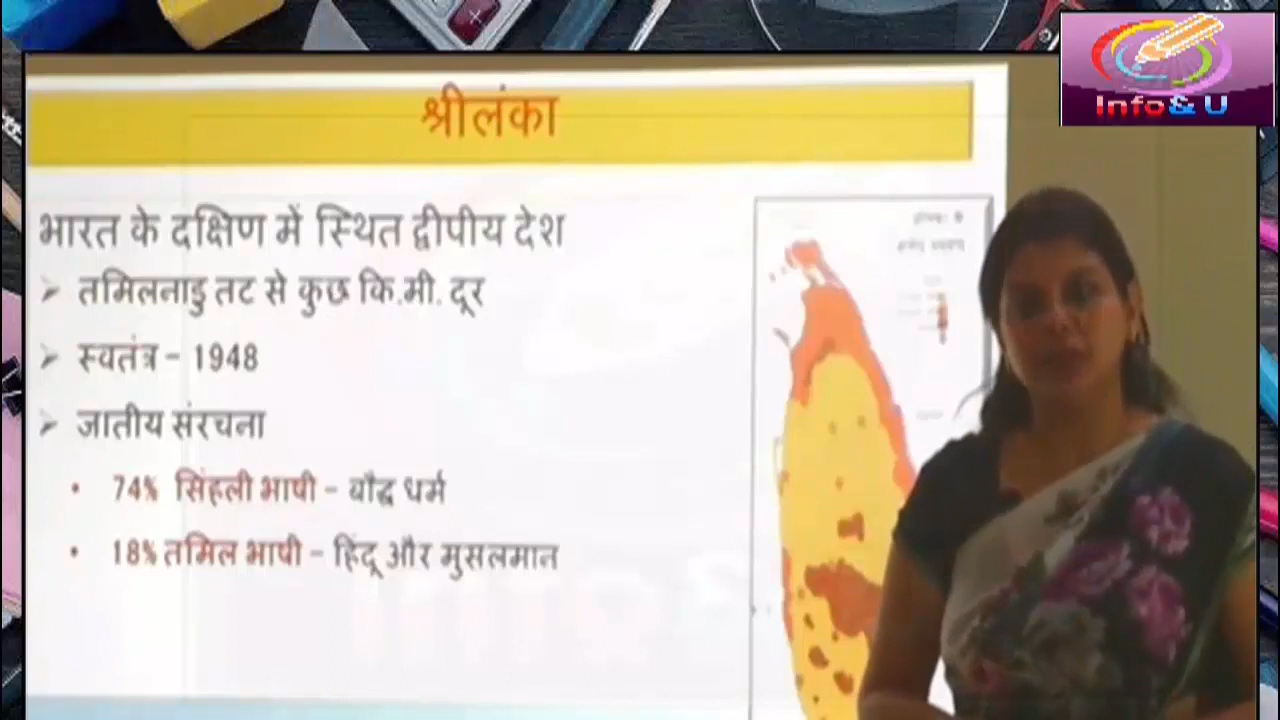 Info & U
श्रीलंका
भारत के दक्षिण में स्थित द्वीपीय देश
तमिलनाडु तट से कुछ कि.मी. दूर
स्वतंत्र - 1948
जातीय संरचना
74% सिंहली भाषी - बौद्ध धर्म
18% तमिल भाषी - हिंदू और मुसलमान